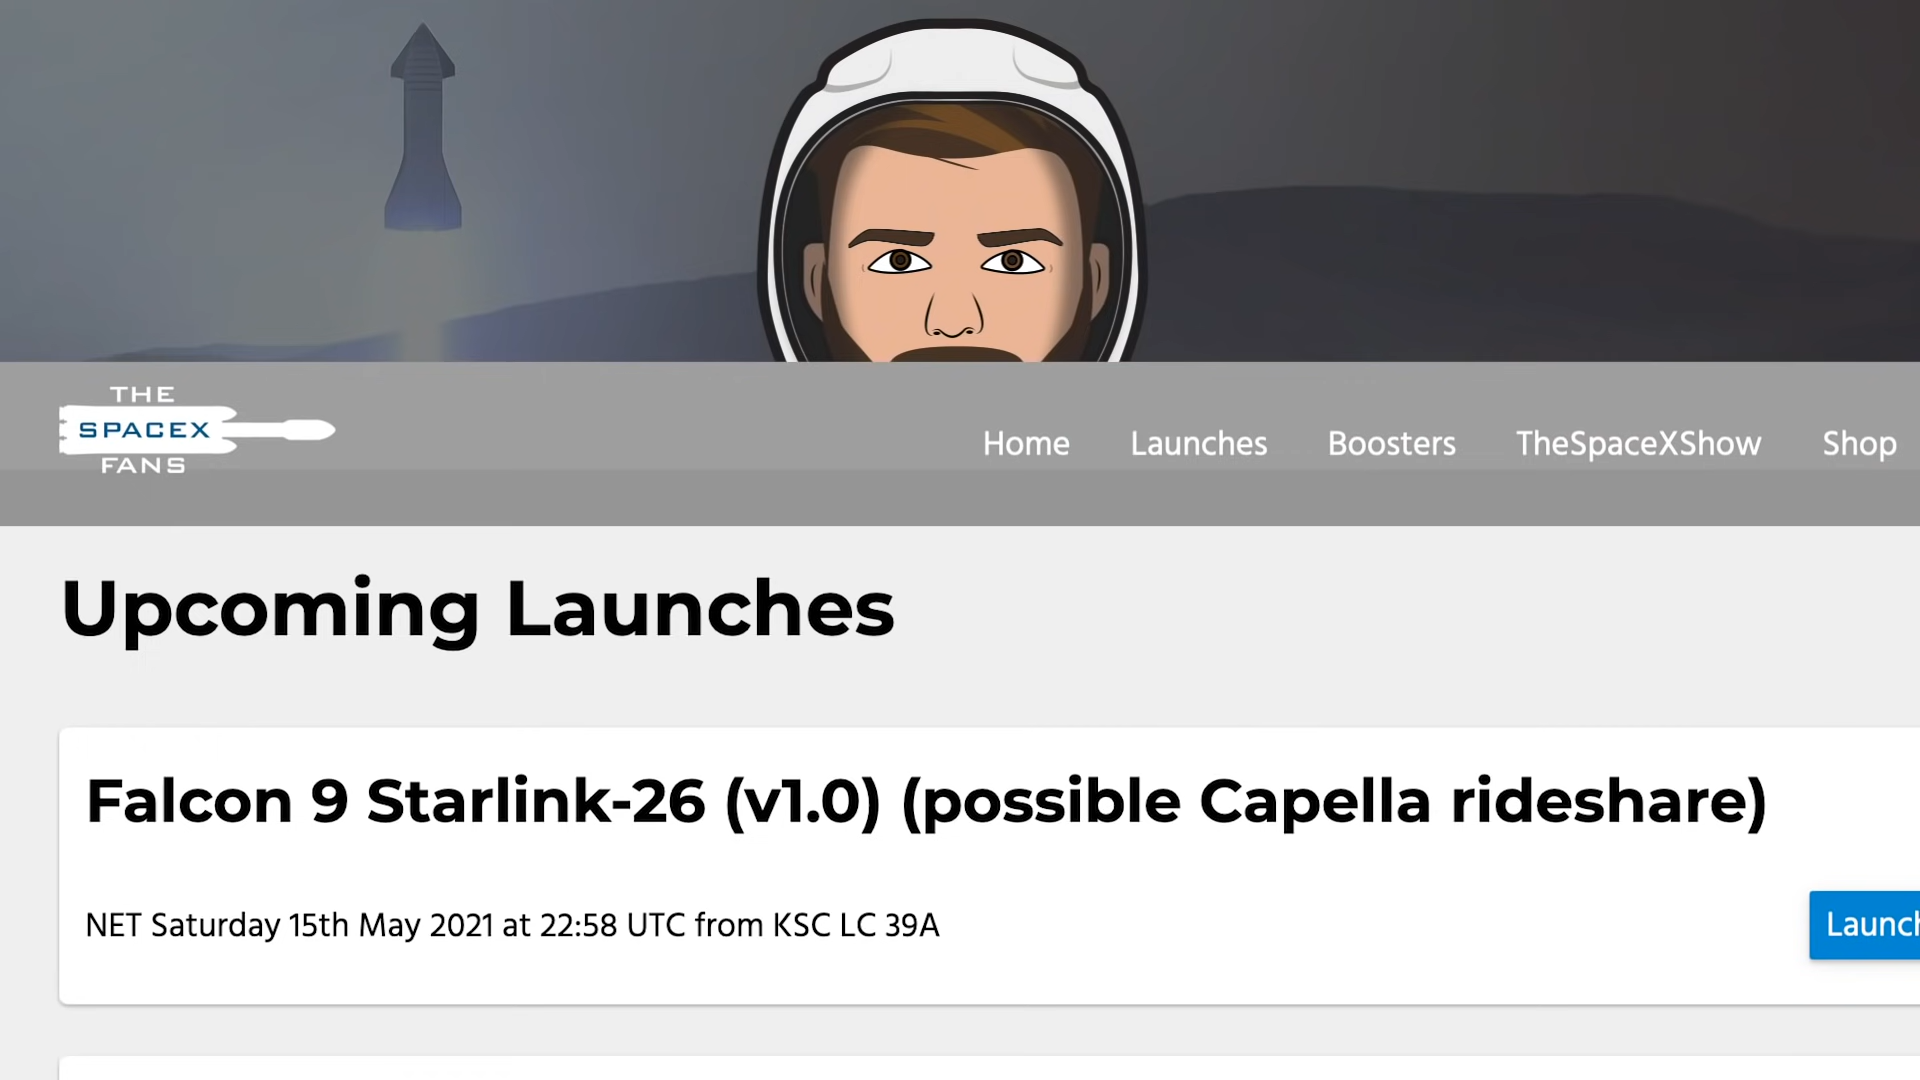 THE
SPACEX
FANS
Home Launches Boosters TheSpaceXShow Shop
Upcoming Launches
Falcon 9 Starlink-26 (v1.0) (possible Capella rideshare)
NET Saturday 15th May 2021 at 22:58 UTC from KSC LC 39A